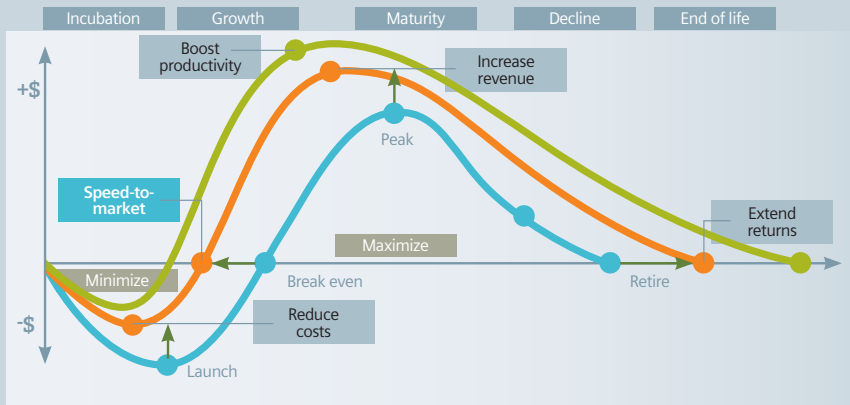 Incubation
Growth
Maturity
Decline
End of life
Boost
productivity
Increase
revenue
+$
Peak
Speed-to-
market
Extend
returns
Maximize
Minimize
Break even
Retire
Reduce
costs
-$
Launch